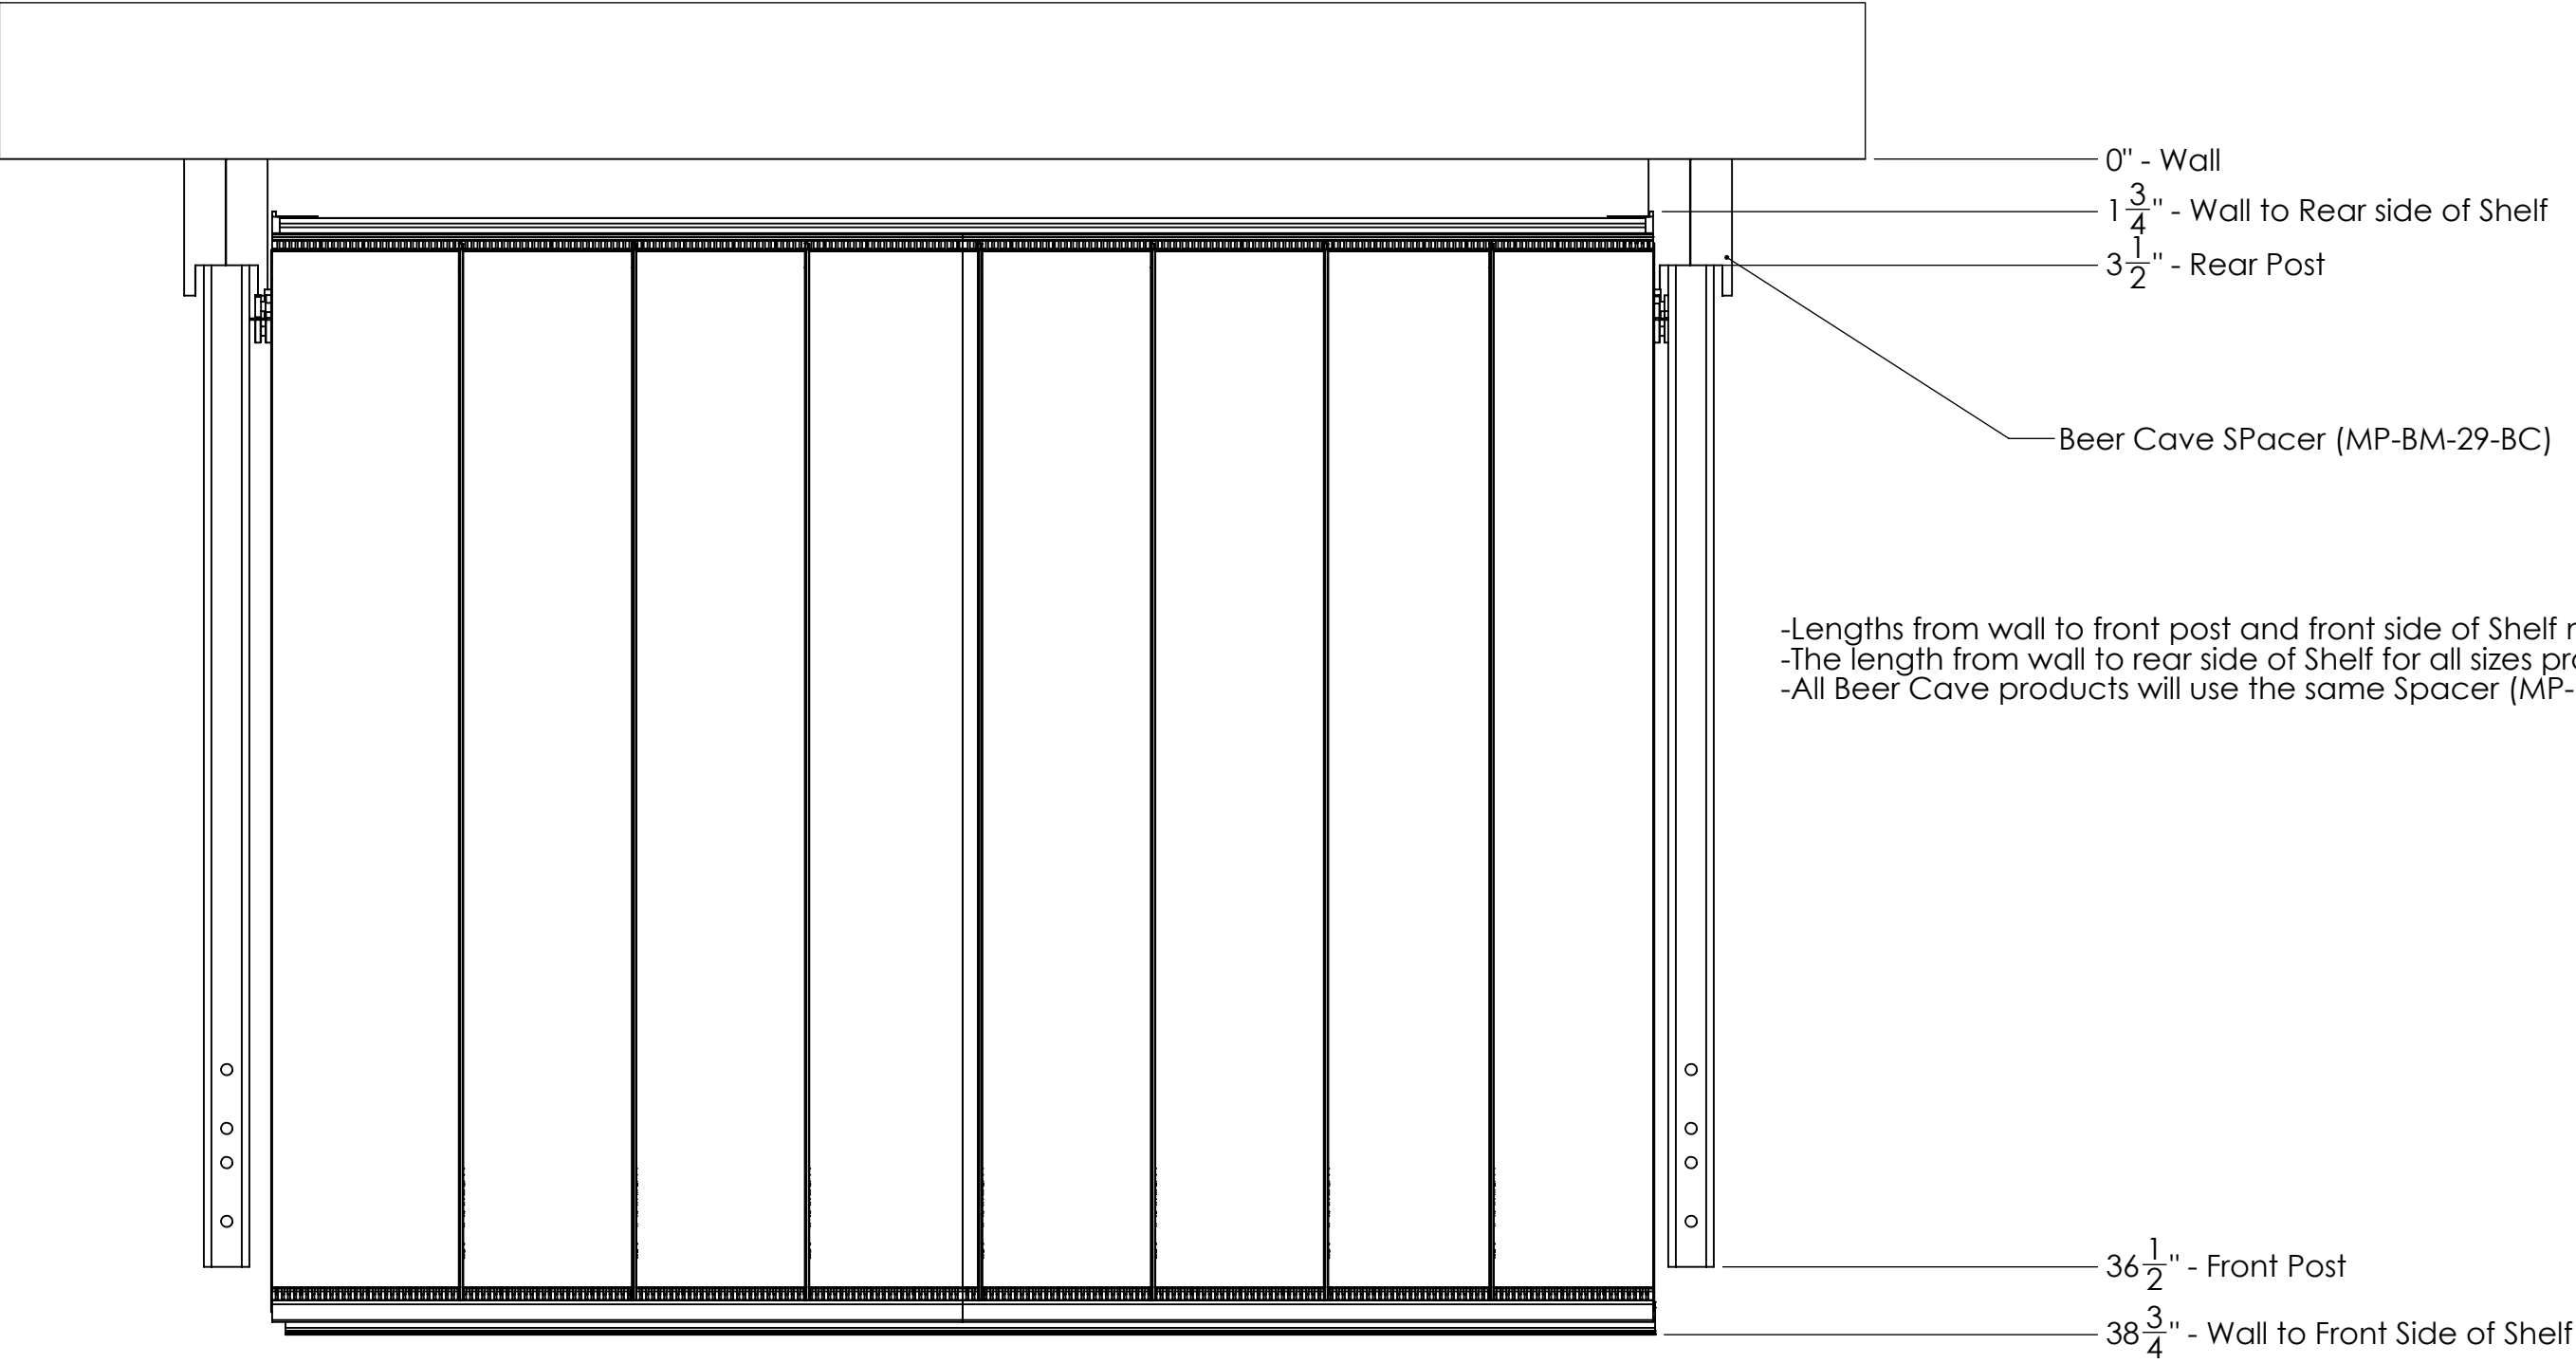 0" - Wall
1 3/4" - Wall to Rear side of Shelf
3 1/2" - Rear Post
Beer Cave SPacer (MP-BM-29-BC)
-Lengths from wall to front post and front side of Shelf
-The length from wall to rear side of Shelf for all sizes
-All Beer Cave products will use the same Spacer (MP-
36 1/2" - Front Post
38 3/4" - Wall to Front Side of Shelf